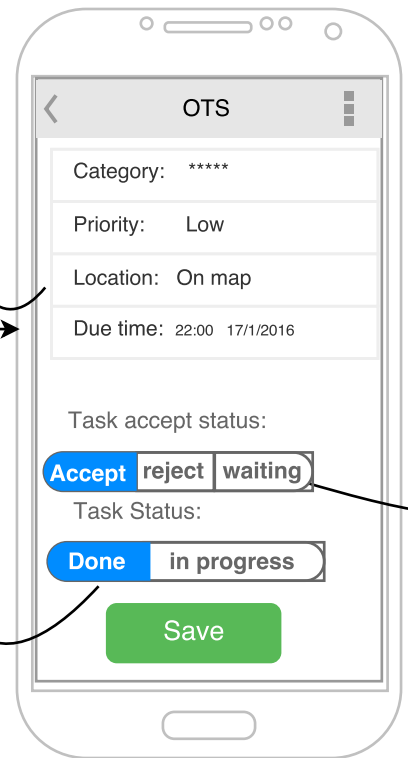 OTS
Category: *****
Priority: Low
Location: On map
Due time: 22:00 17/1/2016
Task accept status:
Accept reject waiting
Task Status:
Done in progress
Save